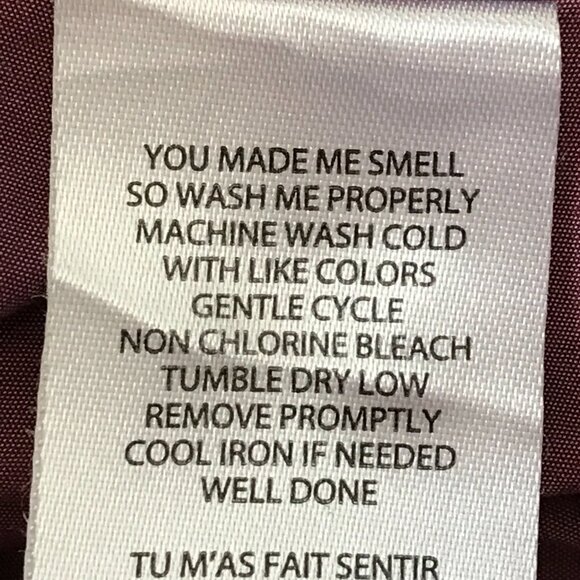 YOU MADE ME SMELL
SO WASH ME PROPERLY
MACHINE WASH COLD
WITH LIKE COLORS
GENTLE CYCLE
NON CHLORINE BLEACH
TUMBLE DRY LOW
REMOVE PROMPTLY
COOL IRON IF NEEDED
WELL DONE
TU M'AS FAIT SENTIR